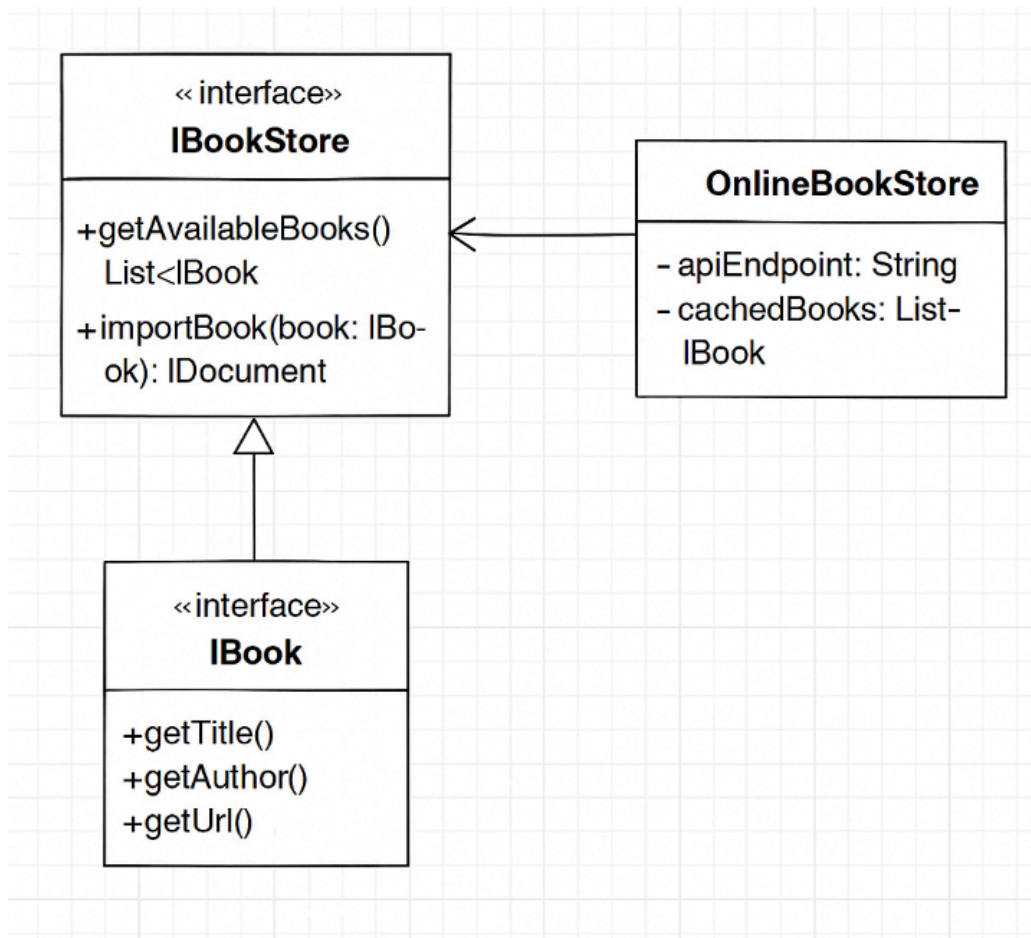 «interface»
IBookStore
+getAvailableBooks()
List<IBook
+importBook(book: IBo-
ok): IDocument
OnlineBookStore
- apiEndpoint: String
- cachedBooks: List-
IBook
«interface»
IBook
+getTitle()
+getAuthor()
+getUrl()